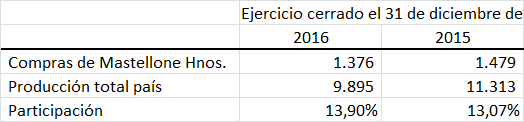 Ejercicio cerrado el 31 de diciembre de
2016 2015
Compras de Mastellone Hnos. 1.376 1.479
Producción total país 9.895 11.313
Participación 13,90% 13,07%